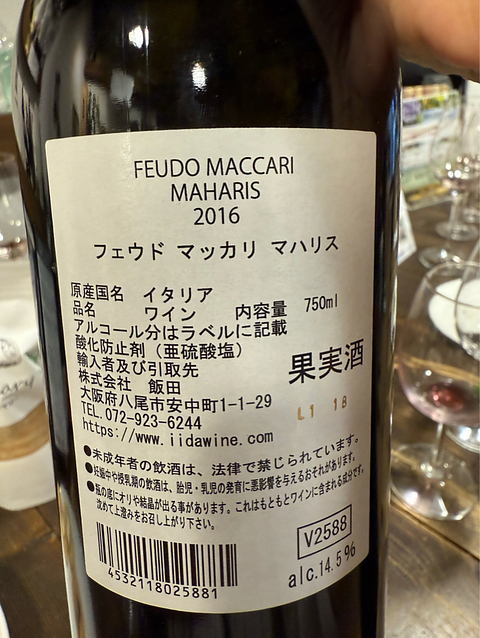 FEUDO MACCARI
MAHARIS
2016
フェウド マッカリ マハリス
原産国名 イタリア
品名 ワイン 内容量 750ml
アルコール分はラベルに記載
酸化防止剤（亜硫酸塩）
輸入者及び引取先
株式会社 飯田
大阪府八尾市安中町1-1-29
TEL.072-923-6244
https://www.iidawine.com
果実酒
L1 18
●未成年者の飲酒は、法律で禁じられています。
●妊娠中や授乳期の飲酒は、胎児・乳児の発育に悪影響を与えるおそれがあります。
●瓶の底にオリや結晶が出る事があります。これはもともとワインに含まれる成分です。
沈めて上澄みをお召し上がり下さい。
V2588
4532118025881
alc.14.5%